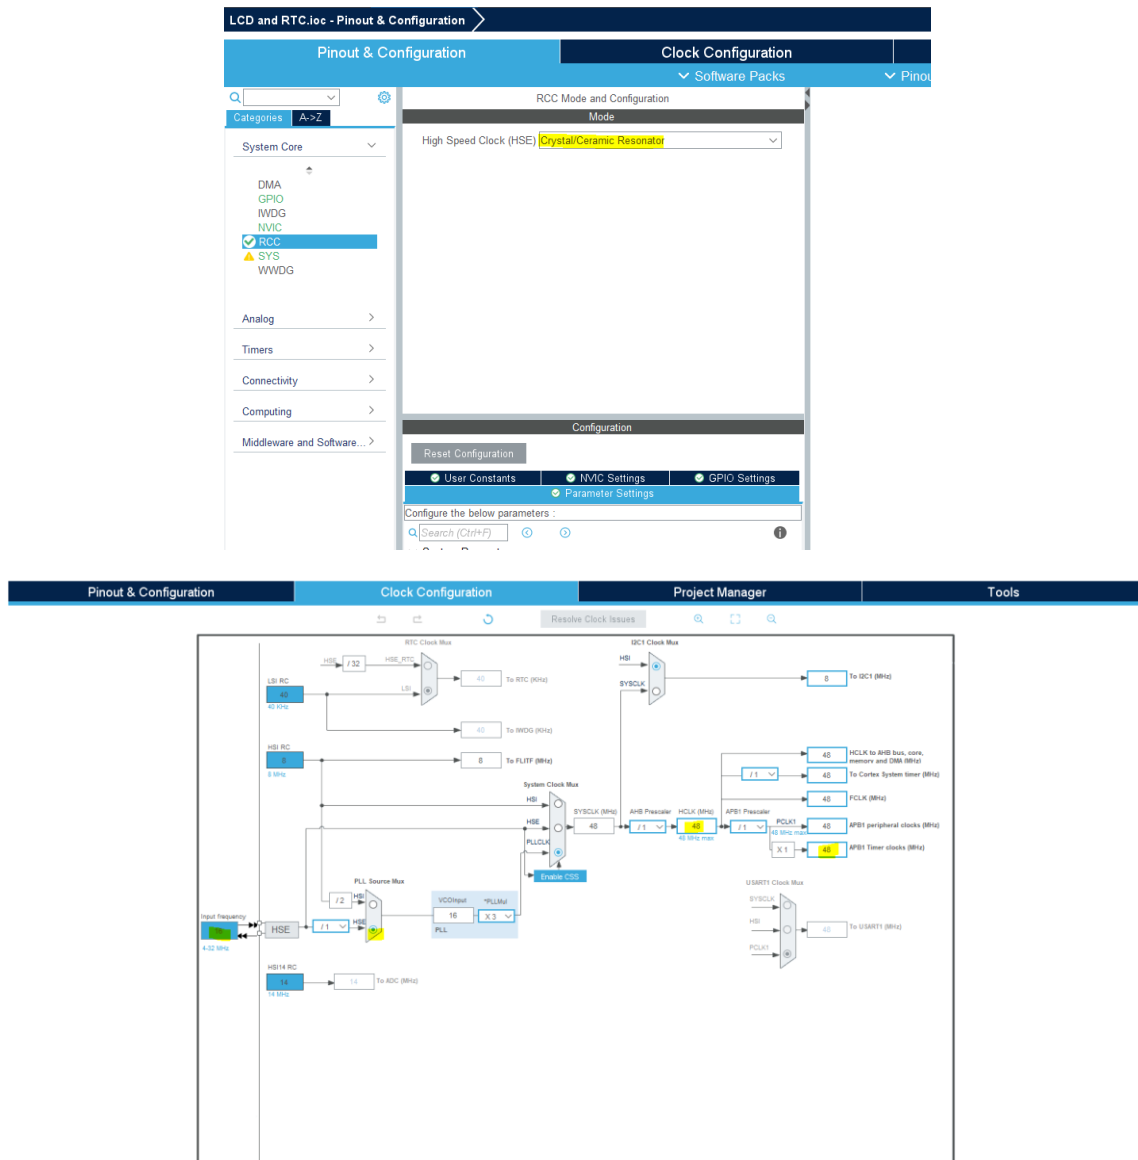 LCD and RTC.ioc - Pinout & Configuration
Pinout & Configuration
Clock Configuration
Software Packs
Pinou
Categories
A->Z
RCC Mode and Configuration
Mode
High Speed Clock (HSE)
Crystal/Ceramic Resonator
System Core
DMA
GPIO
IWDG
NVIC
RCC
SYS
WWDG
Analog
Timers
Connectivity
Computing
Middleware and Software...
Configuration
Reset Configuration
User Constants
NVIC Settings
GPIO Settings
Parameter Settings
Configure the below parameters :
Search (Ctrl+F)
Pinout & Configuration
Clock Configuration
Project Manager
Tools
Resolve Clock Issues
RTC Clock Mux
HSE
/ 32
HSE_RTC
LSI RC
40
40 KHz
LSI
40
To RTC (KHz)
40
To IWDG (KHz)
HSI RC
8
8 MHz
8
To FLITF (MHz)
I2C1 Clock Mux
HSI
SYSCLK
8
To I2C1 (MHz)
System Clock Mux
HSI
HSE
PLLCLK
Enable CSS
SYSCLK (MHz)
48
AHB Prescaler
/ 1
HCLK (MHz)
48
48 MHz max
APB1 Prescaler
/ 1
PCLK1
48 MHz max
X 1
48
HCLK to AHB bus, core,
memory and DMA (MHz)
/ 1
48
To Cortex System timer (MHz)
48
FCLK (MHz)
48
APB1 peripheral clocks (MHz)
48
APB1 Timer clocks (MHz)
PLL Source Mux
/ 2
HSI
HSE
VCOInput
16
*PLLMul
X 3
PLL
Input frequency
4-32 MHz
HSE
/ 1
HSI14 RC
14
14 MHz
14
To ADC (MHz)
USART1 Clock Mux
SYSCLK
HSI
PCLK1
48
To USART1 (MHz)